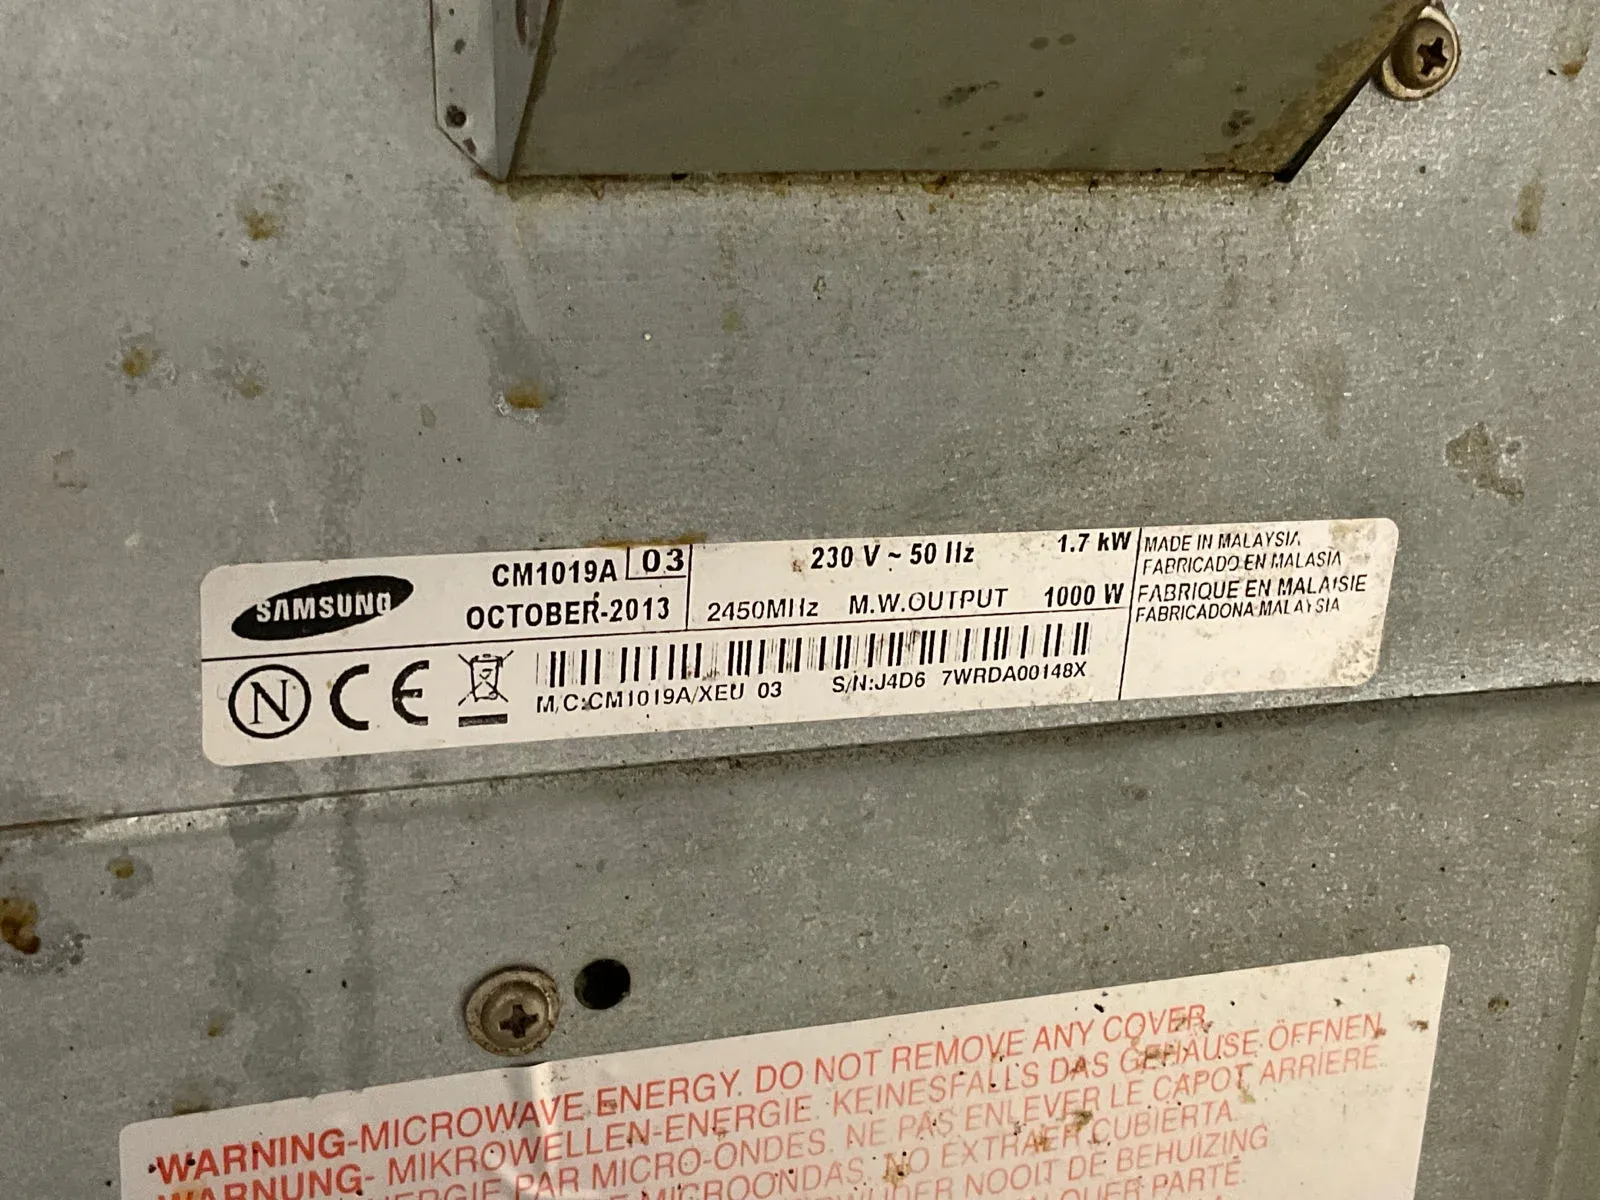 SAMSUNG
CM1019A 03
OCTOBER-2013
230 V ~ 50 Hz 1.7 kW
2450MHz M.W.OUTPUT 1000 W
MADE IN MALAYSIA
FABRICADO EN MALASIA
FABRIQUE EN MALAISIE
FABRICADONA MALAYSIA
N CE
M/C:CM1019A/XEU 03 S/N:J4D6 7WRDA00148X
WARNING-MICROWAVE ENERGY. DO NOT REMOVE ANY COVER.
WARNUNG- MIKROWELLEN-ENERGIE. KEINESFALLS DAS GEHÄUSE ÖFFNEN.
PAR MICRO-ONDES. NE PAS ENLEVER LE CAPOT ARRIERE.
MICROONDAS. NO EXTRAER CUBIERTA.
NOOIT DE BEHUIZING
PARTE